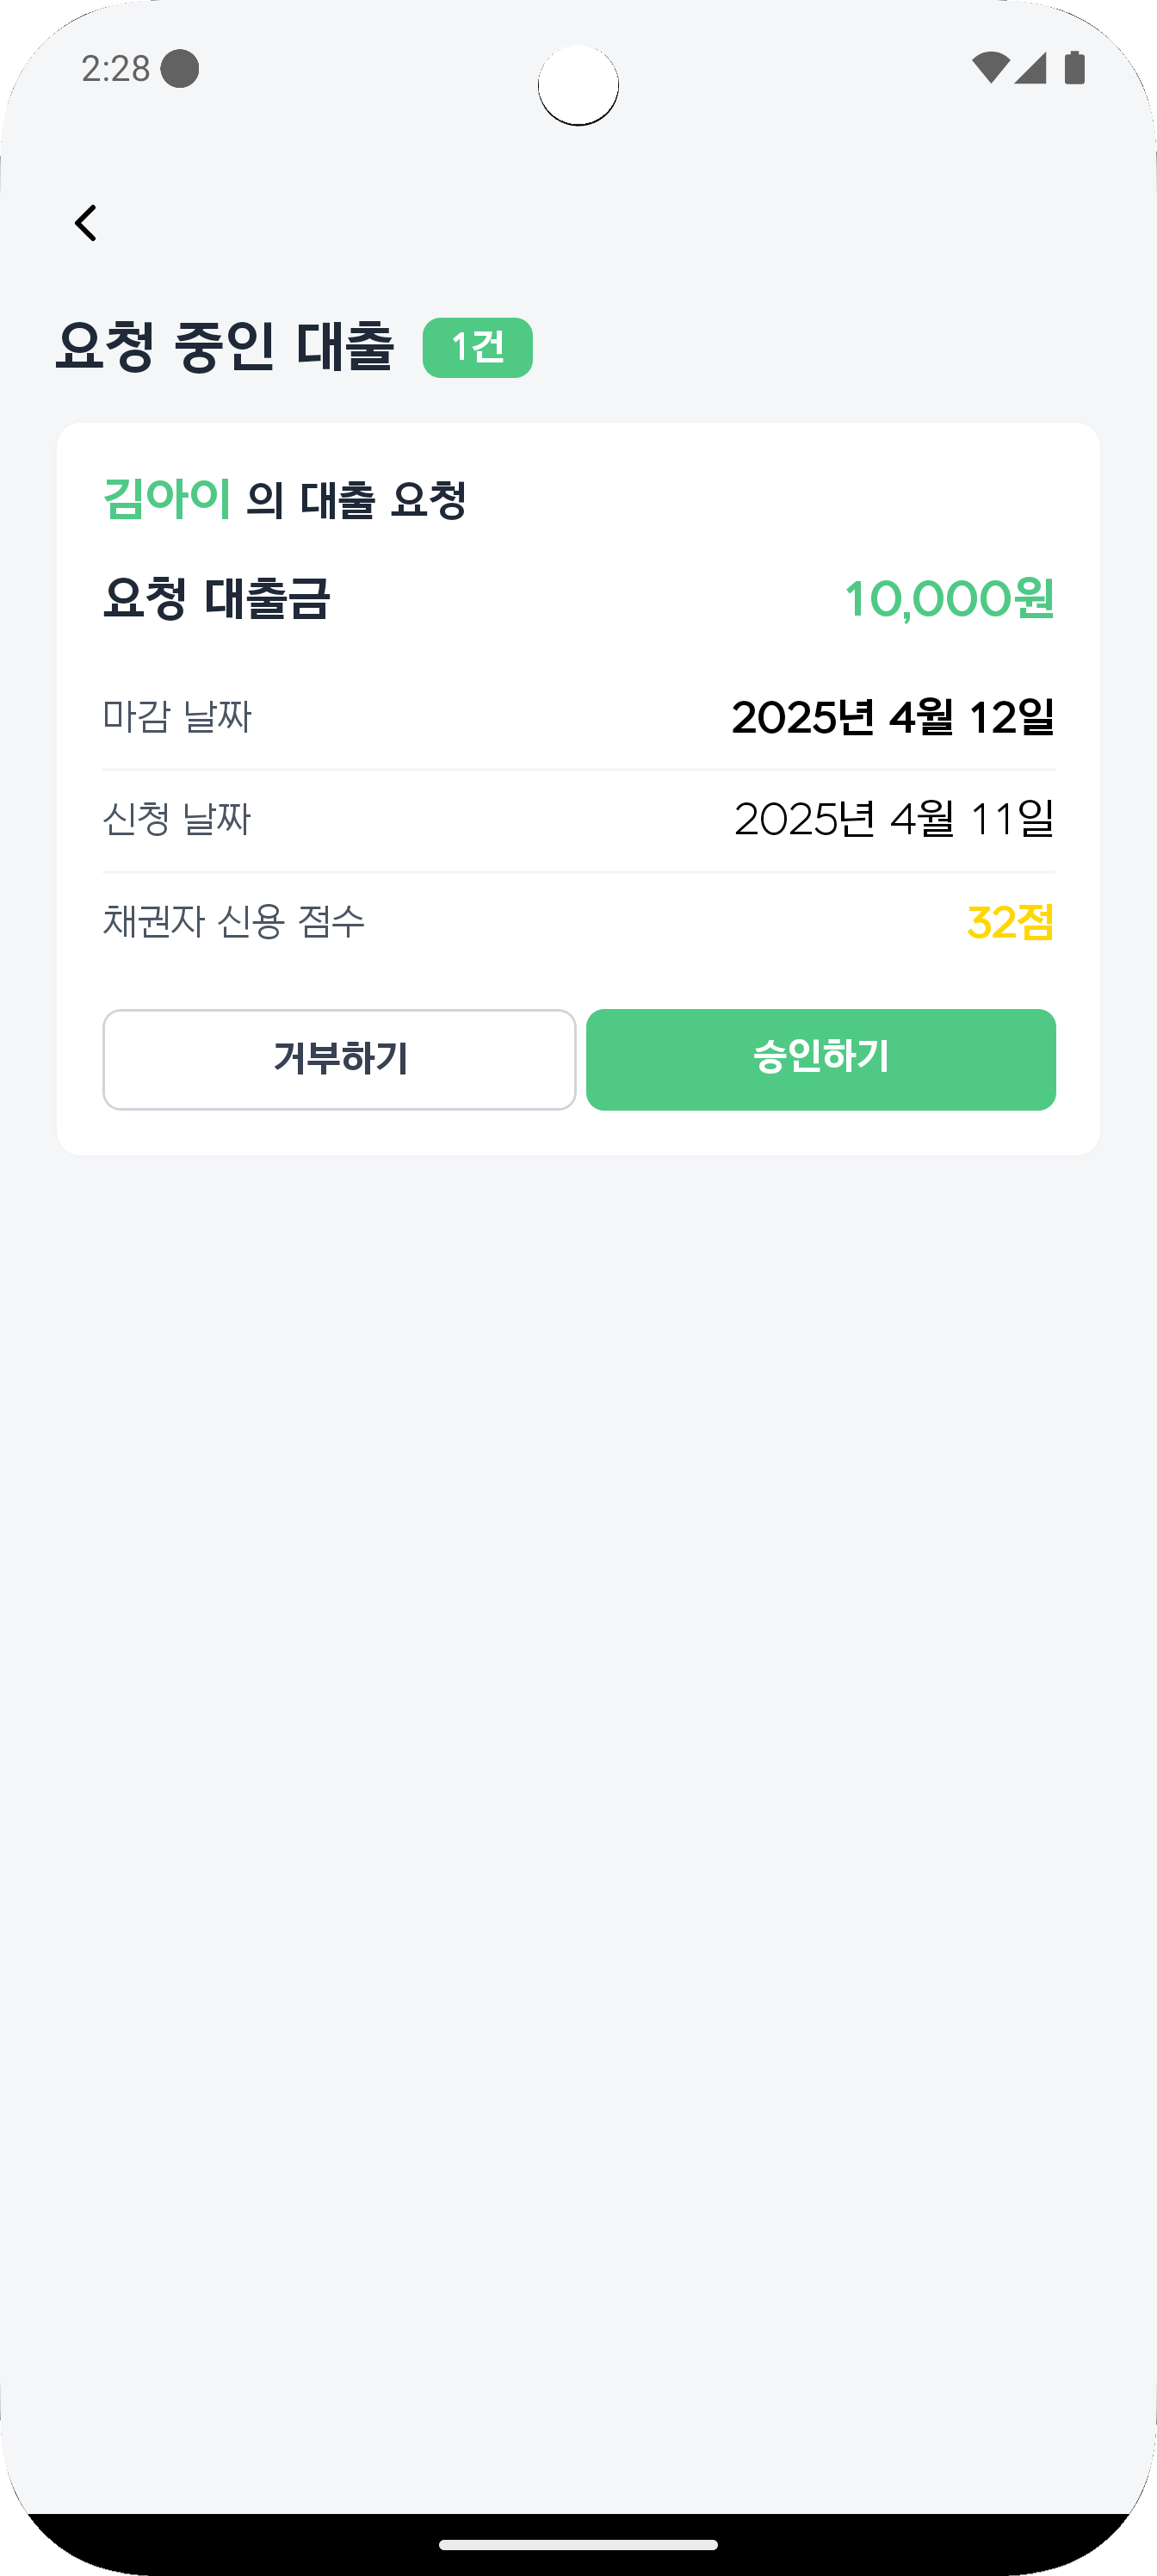 2:28
요청 중인 대출 1건
김아이 의 대출 요청
요청 대출금 10,000원
마감 날짜 2025년 4월 12일
신청 날짜 2025년 4월 11일
채권자 신용 점수 32점
거부하기 승인하기